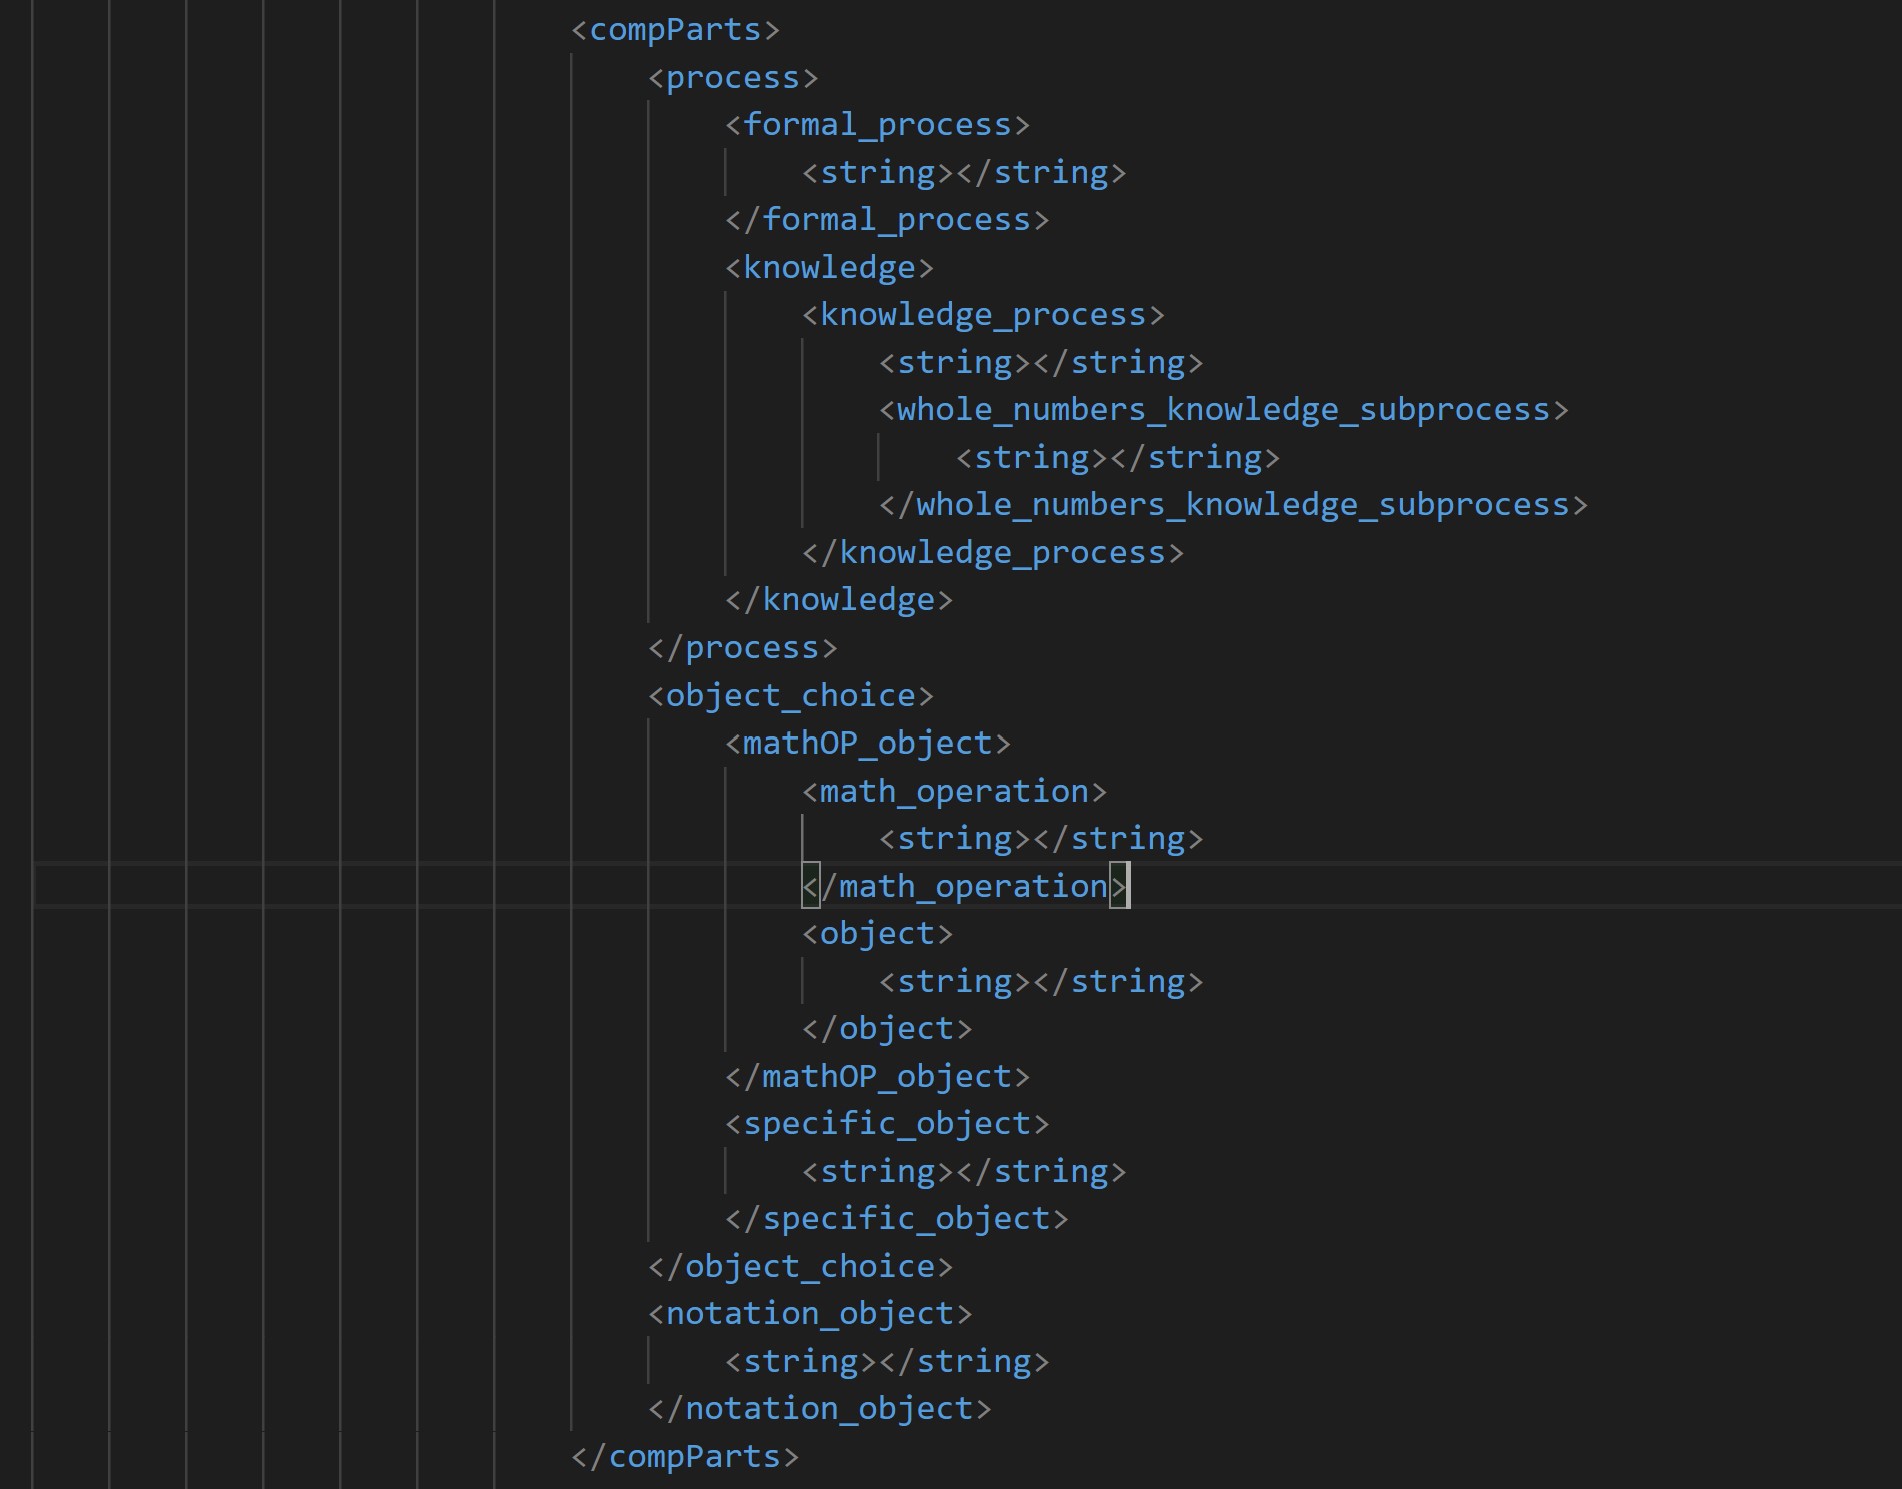 <compParts>
<process>
<formal_process>
<string></string>
</formal_process>
<knowledge>
<knowledge_process>
<string></string>
<whole_numbers_knowledge_subprocess>
<string></string>
</whole_numbers_knowledge_subprocess>
</knowledge_process>
</knowledge>
</process>
<object_choice>
<mathOP_object>
<math_operation>
<string></string>
</math_operation>
<object>
<string></string>
</object>
</mathOP_object>
<specific_object>
<string></string>
</specific_object>
</object_choice>
<notation_object>
<string></string>
</notation_object>
</compParts>